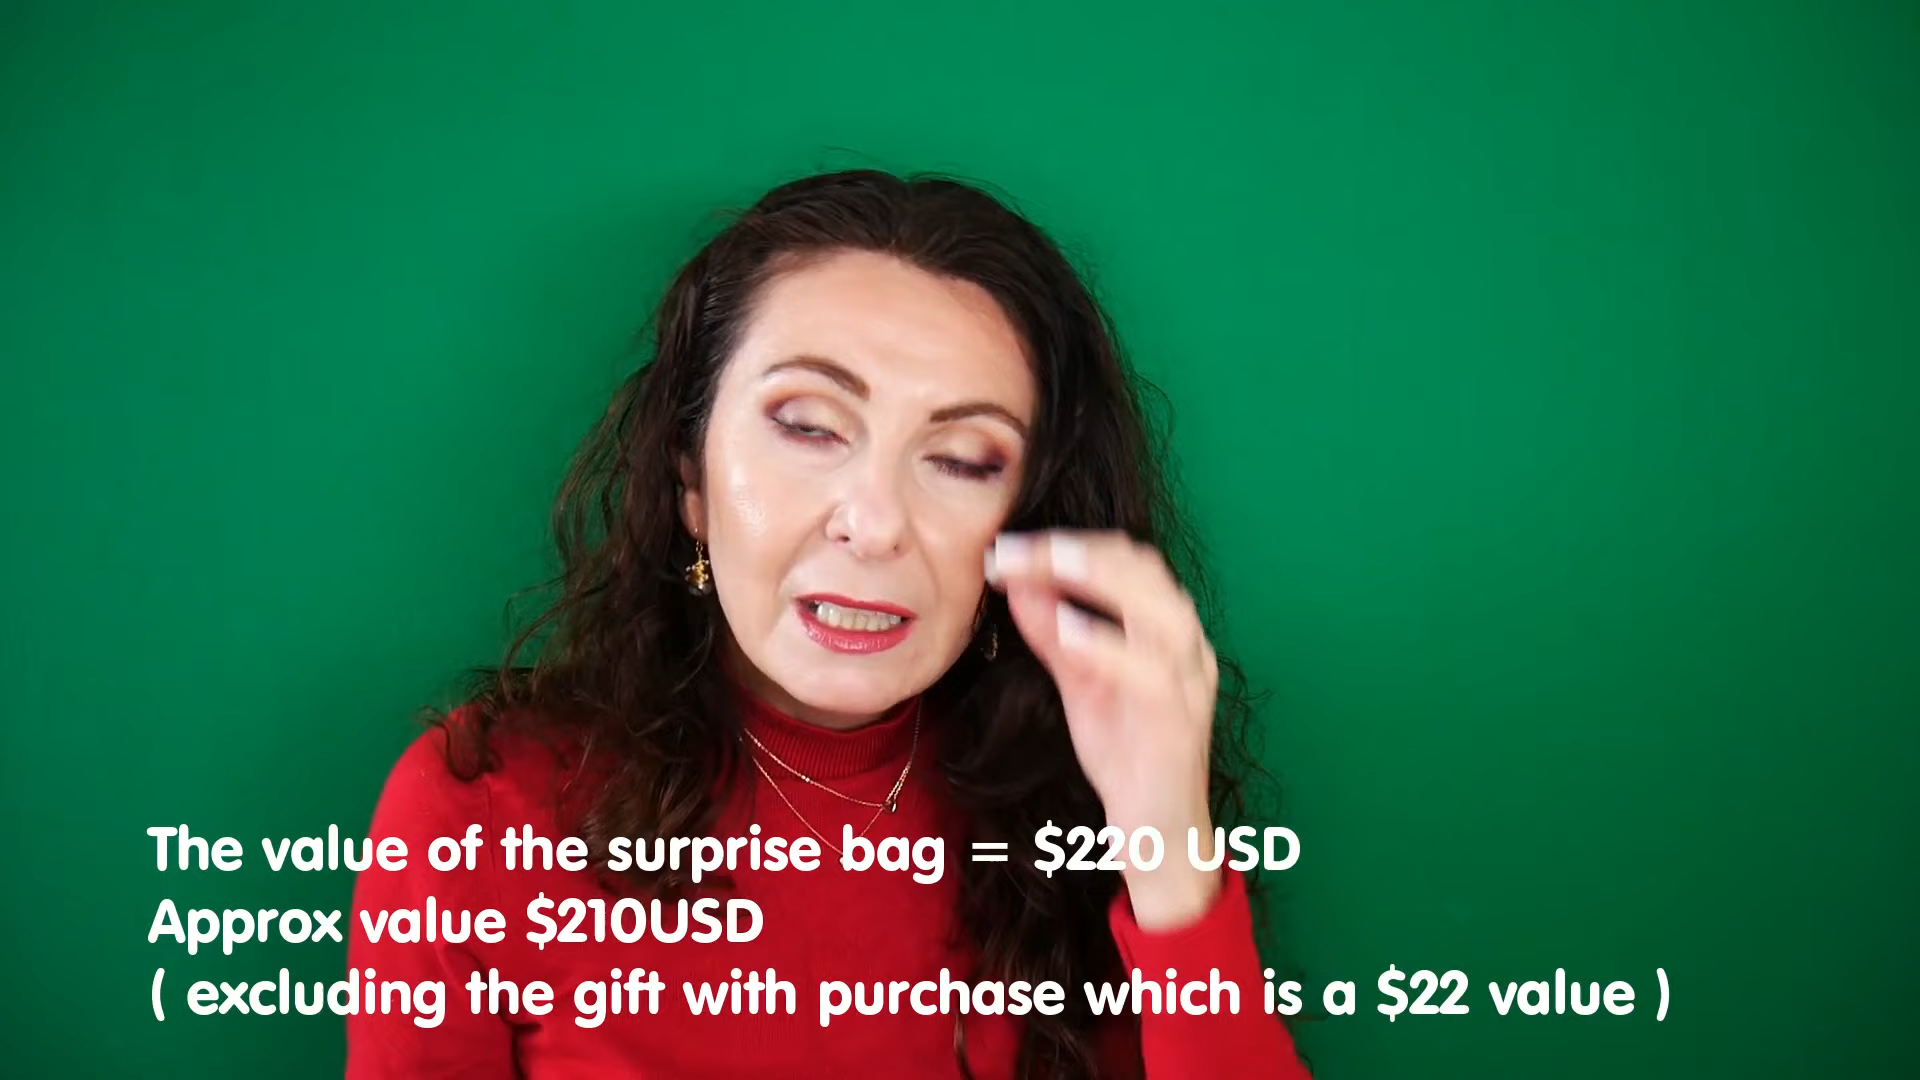 The value of the surprise bag = $220 USD
Approx value $210USD
( excluding the gift with purchase which is a $22 value )